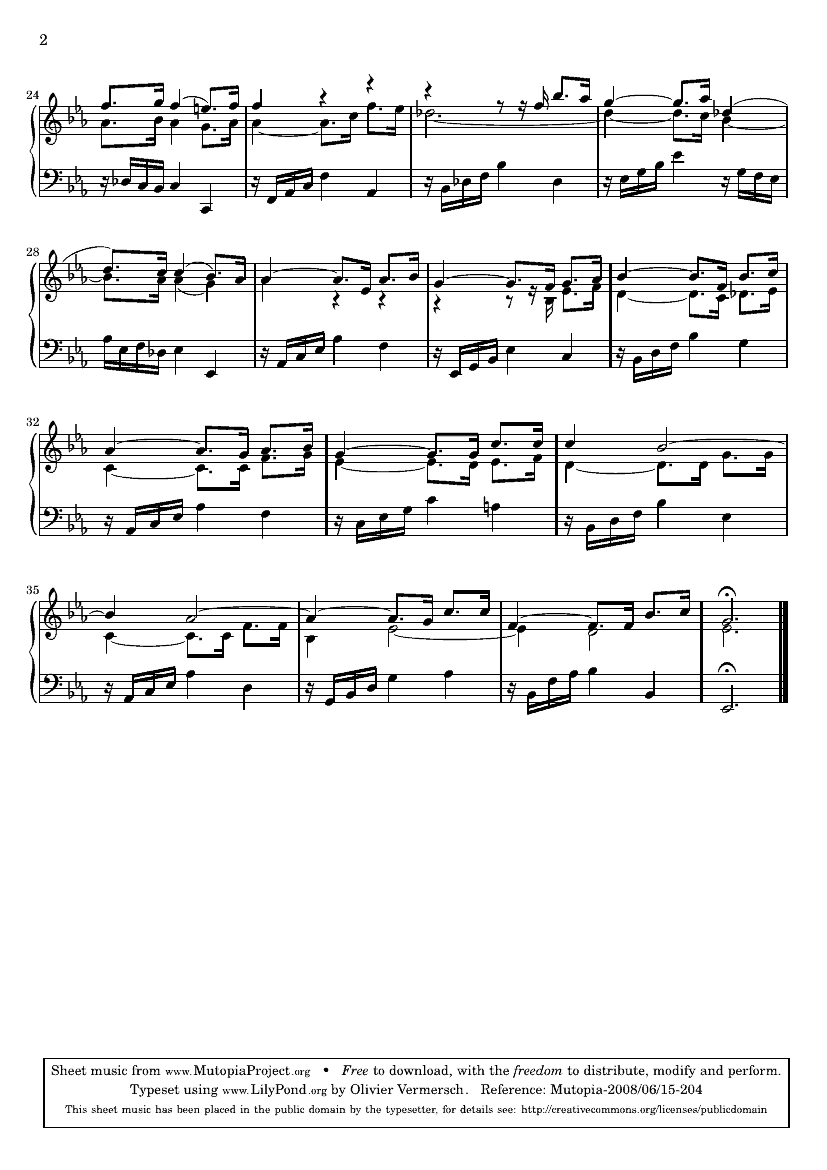 2
24
28
32
35
Sheet music from www.MutopiaProject.org • Free to download, with the freedom to distribute, modify and perform.
Typeset using www.LilyPond.org by Olivier Vermersch. Reference: Mutopia-2008/06/15-204
This sheet music has been placed in the public domain by the typesetter, for details see: http://creativecommons.org/licenses/publicdomain